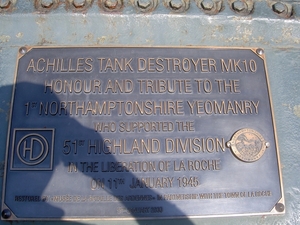 ACHILLES TANK DESTROYER MK10
HONOUR AND TRIBUTE TO THE
1ST NORTHAMPTONSHIRE YEOMANRY
WHO SUPPORTED THE
51ST HIGHLAND DIVISION
HD
IN THE LIBERATION OF LA ROCHE
ON 11TH JANUARY 1945